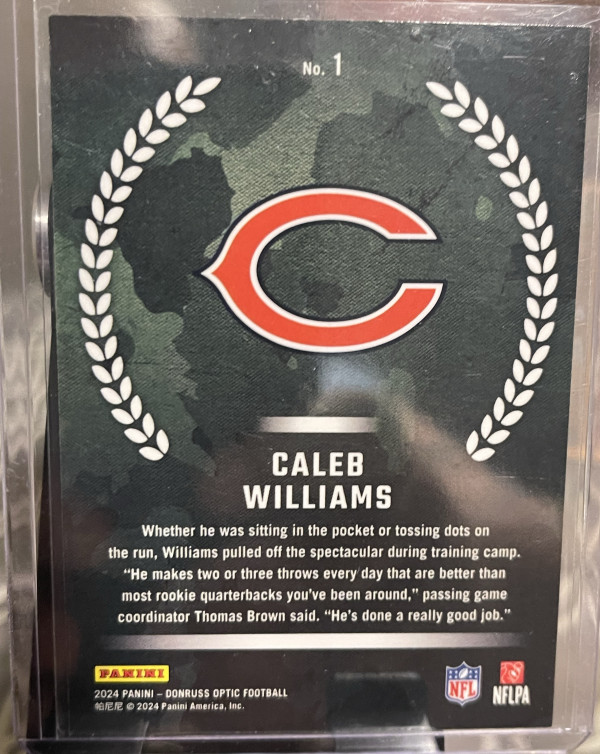 No. 1
CALEB
WILLIAMS
Whether he was sitting in the pocket or tossing dots on
the run, Williams pulled off the spectacular during training camp.
“He makes two or three throws every day that are better than
most rookie quarterbacks you’ve been around,” passing game
coordinator Thomas Brown said. “He’s done a really good job.”
PANINI
2024 PANINI – DONRUSS OPTIC FOOTBALL
帕尼尼 © 2024 Panini America, Inc.
NFL
NFLPA